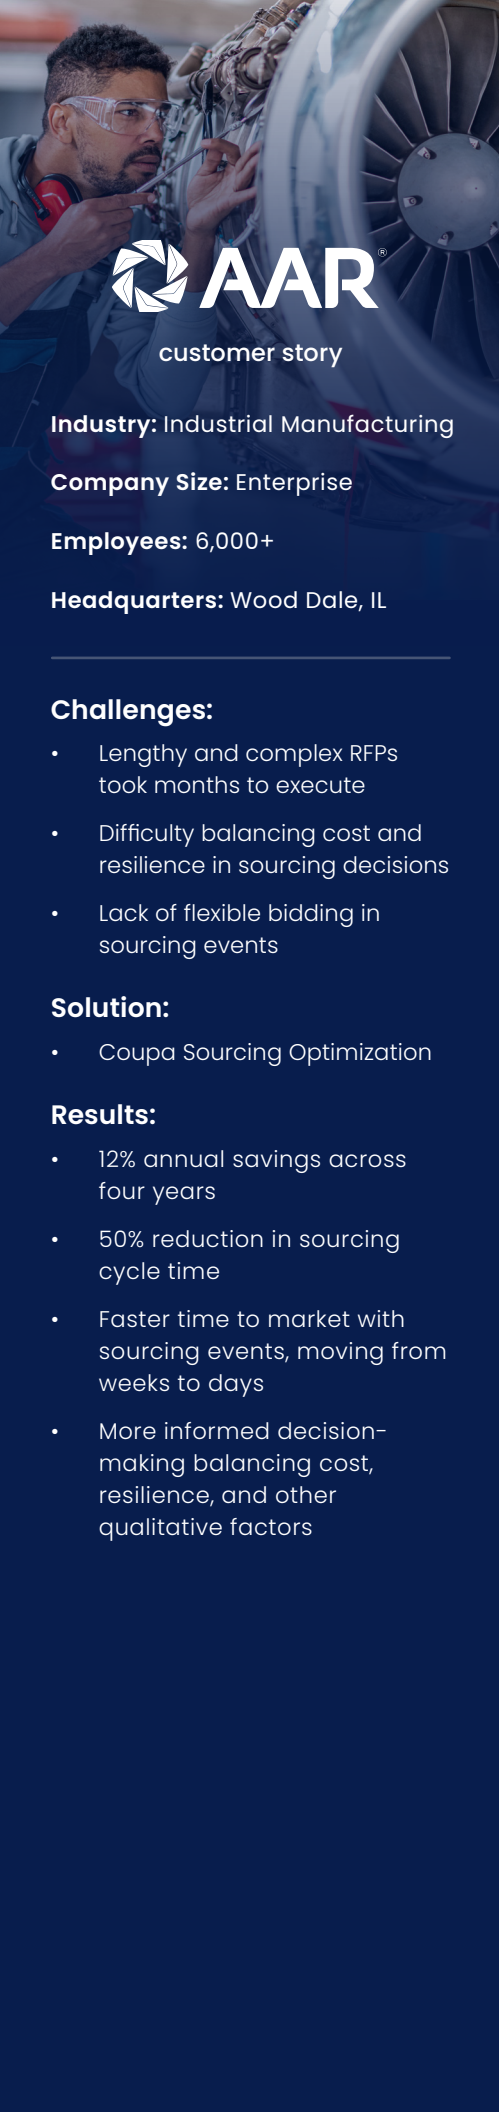 AAR®
customer story
Industry: Industrial Manufacturing
Company Size: Enterprise
Employees: 6,000+
Headquarters: Wood Dale, IL
Challenges:
• Lengthy and complex RFPs
took months to execute
• Difficulty balancing cost and
resilience in sourcing decisions
• Lack of flexible bidding in
sourcing events
Solution:
• Coupa Sourcing Optimization
Results:
• 12% annual savings across
four years
• 50% reduction in sourcing
cycle time
• Faster time to market with
sourcing events, moving from
weeks to days
• More informed decision-
making balancing cost,
resilience, and other
qualitative factors